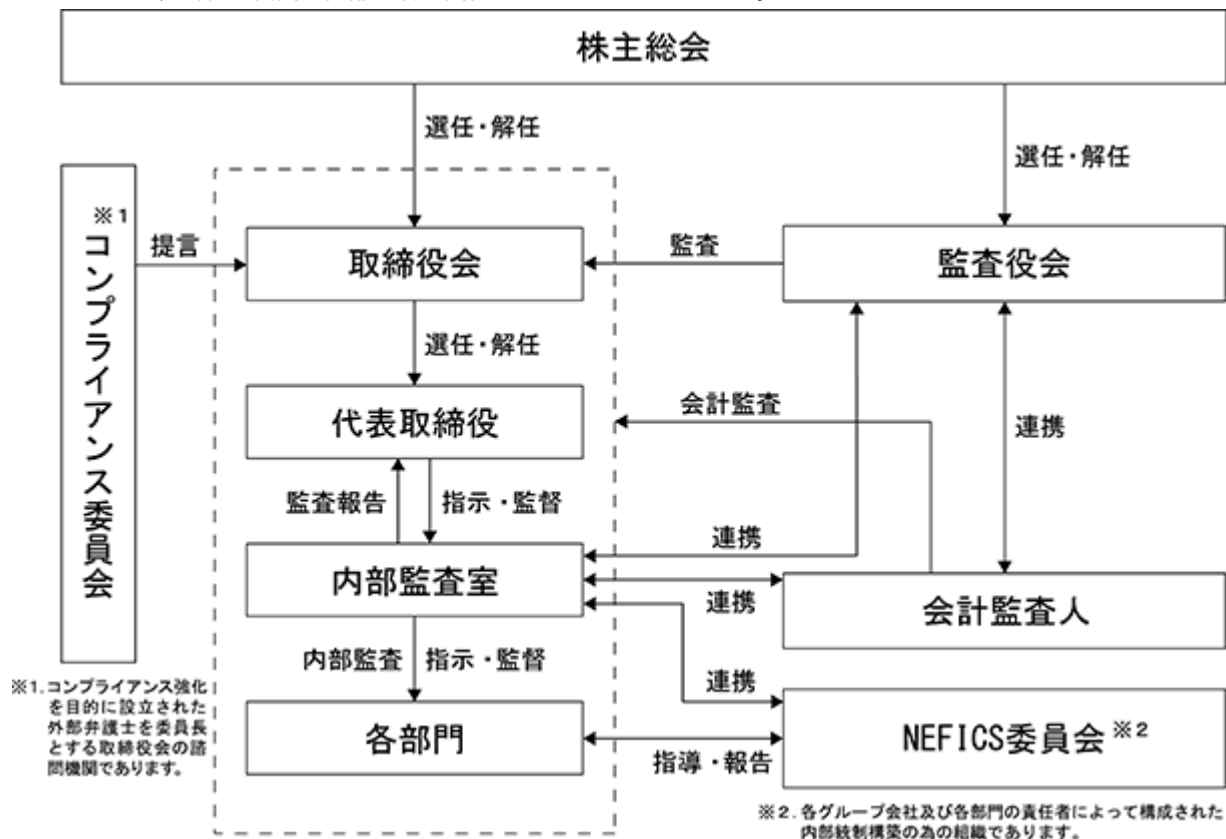 株主総会
選任・解任
選任・解任
※1
コンプライアンス委員会
提言
取締役会
監査
監査役会
選任・解任
代表取締役
会計監査
連携
監査報告
指示・監督
連携
内部監査室
連携
会計監査人
内部監査
指示・監督
連携
各部門
指導・報告
NEFICS委員会※2
※1.コンプライアンス強化
を目的に設立された
外部弁護士を委員長
とする取締役会の諮
問機関であります。
※2.各グループ会社及び各部門の責任者によって構成された
内部統制構築の為の組織であります。